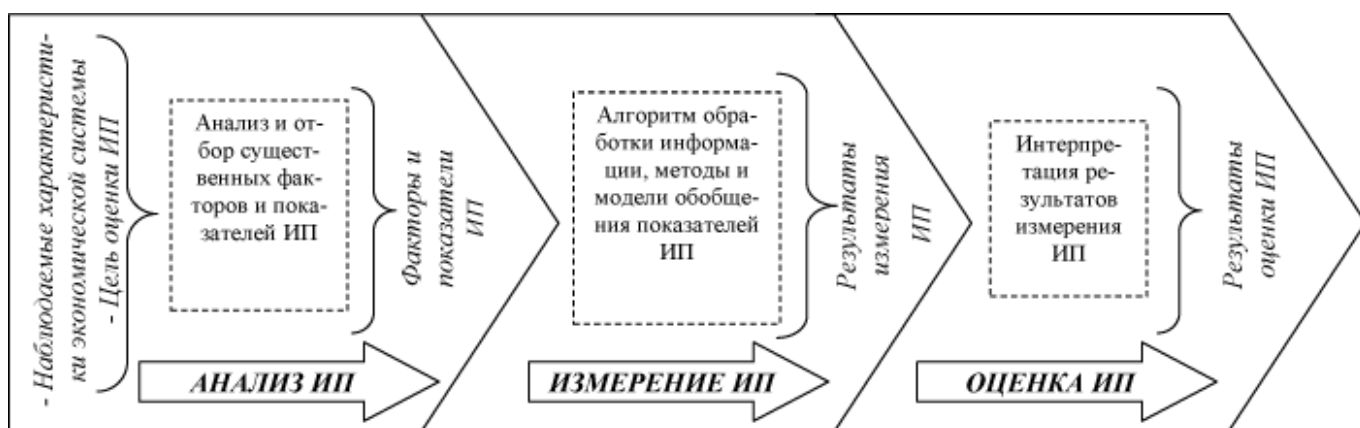 - Наблюдаемые характеристи-
ки экономической системы
- Цель оценки ИП
Анализ и от-
бор сущест-
венных фак-
торов и пока-
зателей ИП
Факторы и
показатели
ИП
АНАЛИЗ ИП
Алгоритм обра-
ботки информа-
ции, методы и
модели обобще-
ния показателей
ИП
Результаты
измерения
ИП
ИЗМЕРЕНИЕ ИП
Интерпре-
тация ре-
зультатов
измерения
ИП
Результаты
оценки ИП
ОЦЕНКА ИП